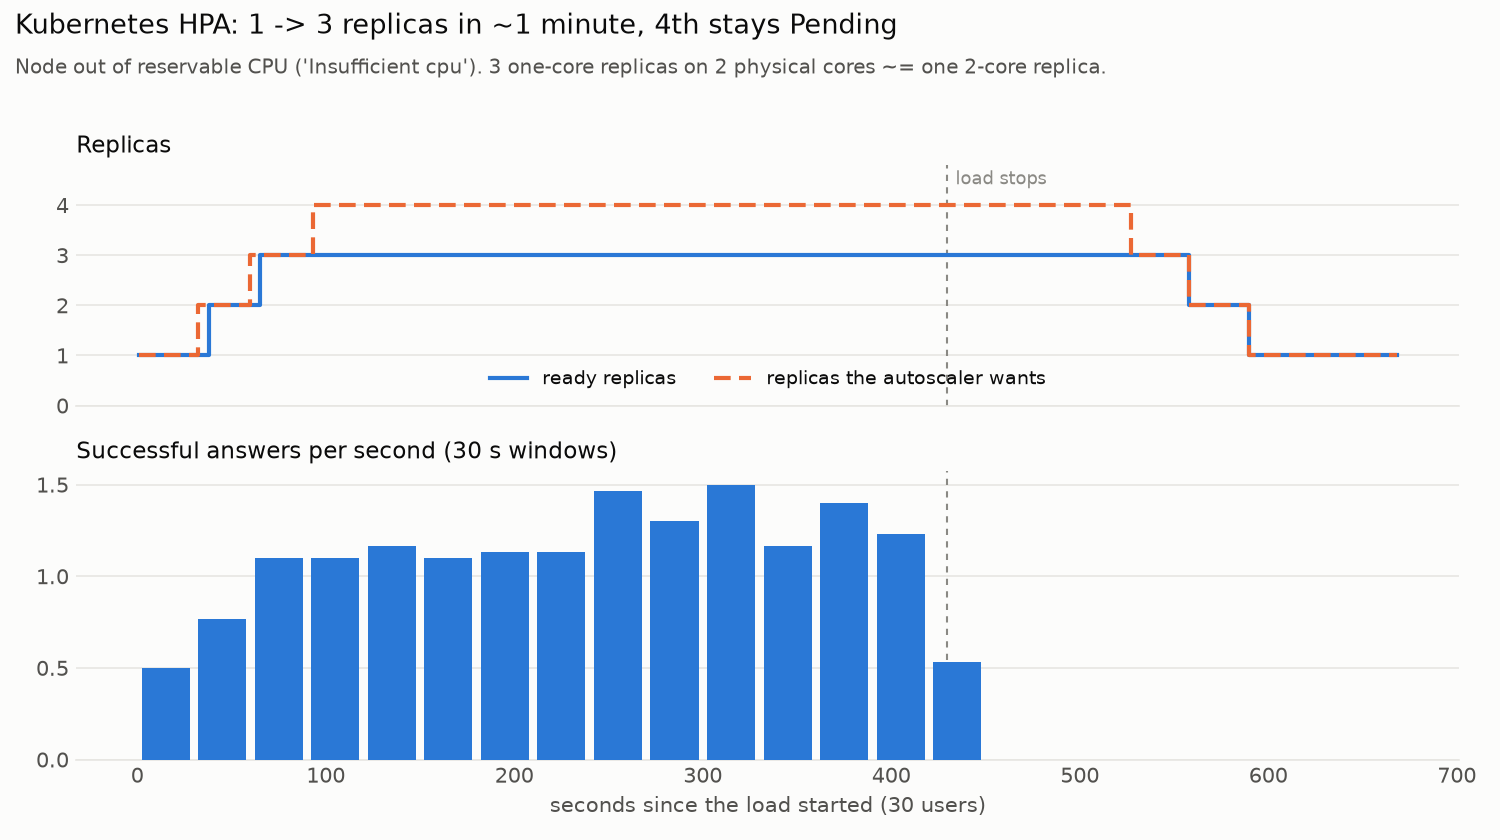 Kubernetes HPA: 1 -> 3 replicas in ~1 minute, 4th stays Pending
Node out of reservable CPU ('Insufficient cpu'). 3 one-core replicas on 2 physical cores ~= one 2-core replica.
Replicas
load stops
4
3
2
1
0
ready replicas
replicas the autoscaler wants
Successful answers per second (30 s windows)
1.5
1.0
0.5
0.0
0 100 200 300 400 500 600 700
seconds since the load started (30 users)